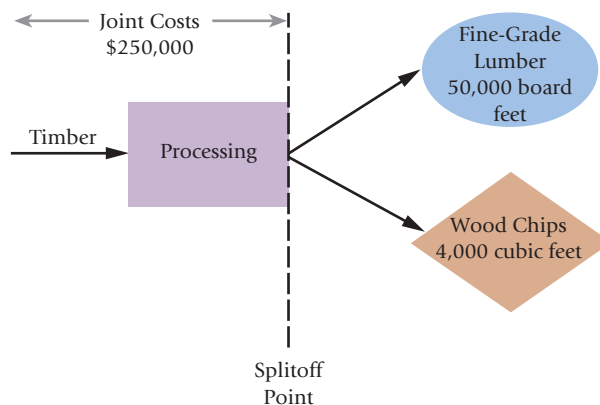 Joint Costs
$250,000
Timber
Processing
Fine-Grade
Lumber
50,000 board
feet
Wood Chips
4,000 cubic feet
Splitoff
Point